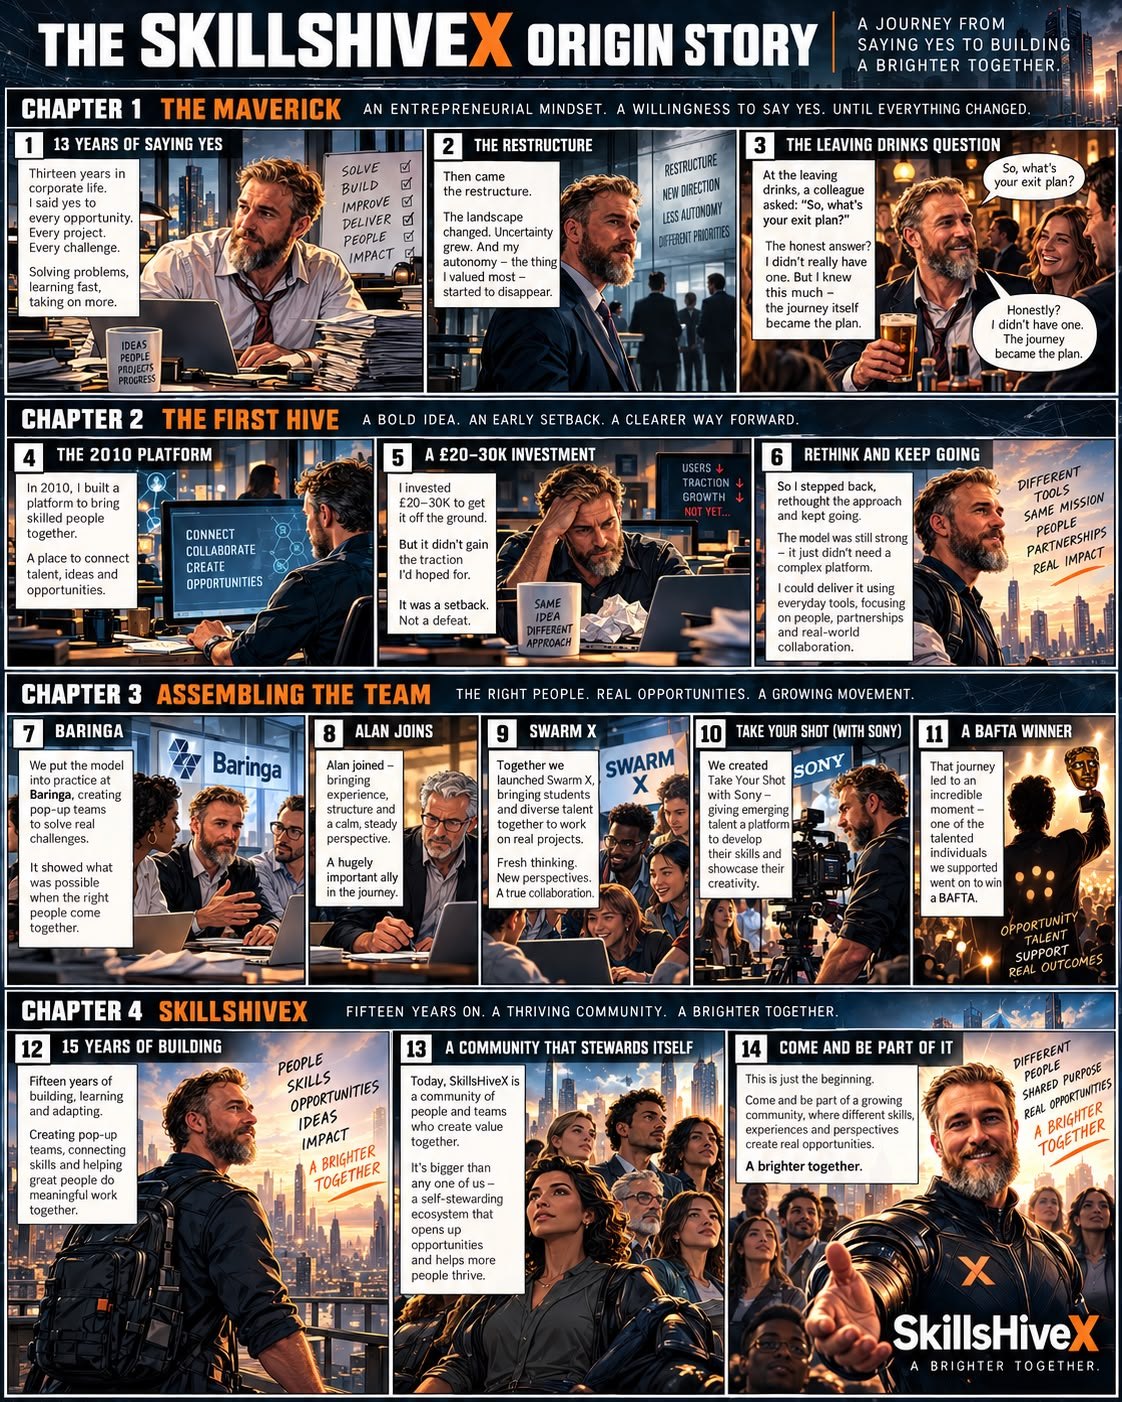 THE SKILLSHIVEX ORIGIN STORY
A JOURNEY FROM
SAYING YES TO BUILDING
A BRIGHTER TOGETHER.
CHAPTER 1 THE MAVERICK AN ENTREPRENEURIAL MINDSET. A WILLINGNESS TO SAY YES. UNTIL EVERYTHING CHANGED.
1 13 YEARS OF SAYING YES
Thirteen years in
corporate life.
I said yes to
every opportunity.
Every project.
Every challenge.
Solving problems,
learning fast,
taking on more.
SOLVE
BUILD
IMPROVE
DELIVER
PEOPLE
IMPACT
IDEAS
PEOPLE
PROJECTS
PROGRESS
2 THE RESTRUCTURE
Then came
the restructure.
The landscape
changed. Uncertainty
grew. And my
autonomy – the thing
I valued most –
started to disappear.
RESTRUCTURE
NEW DIRECTION
LESS AUTONOMY
DIFFERENT PRIORITIES
3 THE LEAVING DRINKS QUESTION
At the leaving
drinks, a colleague
asked: "So, what's
your exit plan?"
The honest answer?
I didn't really have
one. But I knew
this much –
the journey itself
became the plan.
So, what's
your exit plan?
Honestly?
I didn't have one.
The journey
became the plan.
CHAPTER 2 THE FIRST HIVE A BOLD IDEA. AN EARLY SETBACK. A CLEARER WAY FORWARD.
4 THE 2010 PLATFORM
In 2010, I built a
platform to bring
skilled people
together.
A place to connect
talent, ideas and
opportunities.
CONNECT
COLLABORATE
CREATE
OPPORTUNITIES
5 A £20–30K INVESTMENT
I invested
£20–30K to get
it off the ground.
But it didn't gain
the traction
I'd hoped for.
It was a setback.
Not a defeat.
USERS ↓
TRACTION ↓
GROWTH ↓
NOT YET...
SAME
IDEA
DIFFERENT
APPROACH
6 RETHINK AND KEEP GOING
So I stepped back,
rethought the approach
and kept going.
The model was still strong
– it just didn't need a
complex platform.
I could deliver it using
everyday tools, focusing
on people, partnerships
and real-world
collaboration.
DIFFERENT
TOOLS
SAME MISSION
PEOPLE
PARTNERSHIPS
REAL IMPACT
CHAPTER 3 ASSEMBLING THE TEAM THE RIGHT PEOPLE. REAL OPPORTUNITIES. A GROWING MOVEMENT.
7 BARINGA
We put the model
into practice at
Baringa, creating
pop-up teams
to solve real
challenges.
It showed what
was possible
when the right
people come
together.
Baringa
8 ALAN JOINS
Alan joined –
bringing
experience,
structure and
a calm, steady
perspective.
A hugely
important ally
in the journey.
9 SWARM X
Together we
launched Swarm X,
bringing students
and diverse talent
together to work
on real projects.
Fresh thinking.
New perspectives.
A true collaboration.
SWARM
X
10 TAKE YOUR SHOT (WITH SONY)
We created
Take Your Shot
with Sony –
giving emerging
talent a platform
to develop
their skills and
showcase their
creativity.
SONY
11 A BAFTA WINNER
That journey
led to an
incredible
moment –
one of the
talented
individuals
we supported
went on to win
a BAFTA.
OPPORTUNITY
TALENT
SUPPORT
REAL OUTCOMES
CHAPTER 4 SKILLSHIVEX FIFTEEN YEARS ON. A THRIVING COMMUNITY. A BRIGHTER TOGETHER.
12 15 YEARS OF BUILDING
Fifteen years of
building, learning
and adapting.
Creating pop-up
teams, connecting
skills and helping
great people do
meaningful work
together.
PEOPLE
SKILLS
OPPORTUNITIES
IDEAS
IMPACT
A BRIGHTER
TOGETHER
13 A COMMUNITY THAT STEWARDS ITSELF
Today, SkillsHiveX is
a community of
people and teams
who create value
together.
It's bigger than
any one of us –
a self-stewarding
ecosystem that
opens up
opportunities
and helps more
people thrive.
14 COME AND BE PART OF IT
This is just the beginning.
Come and be part of a growing
community, where different skills,
experiences and perspectives
create real opportunities.
A brighter together.
DIFFERENT
PEOPLE
SHARED PURPOSE
REAL OPPORTUNITIES
A BRIGHTER
TOGETHER
X
SkillsHiveX
A BRIGHTER TOGETHER.